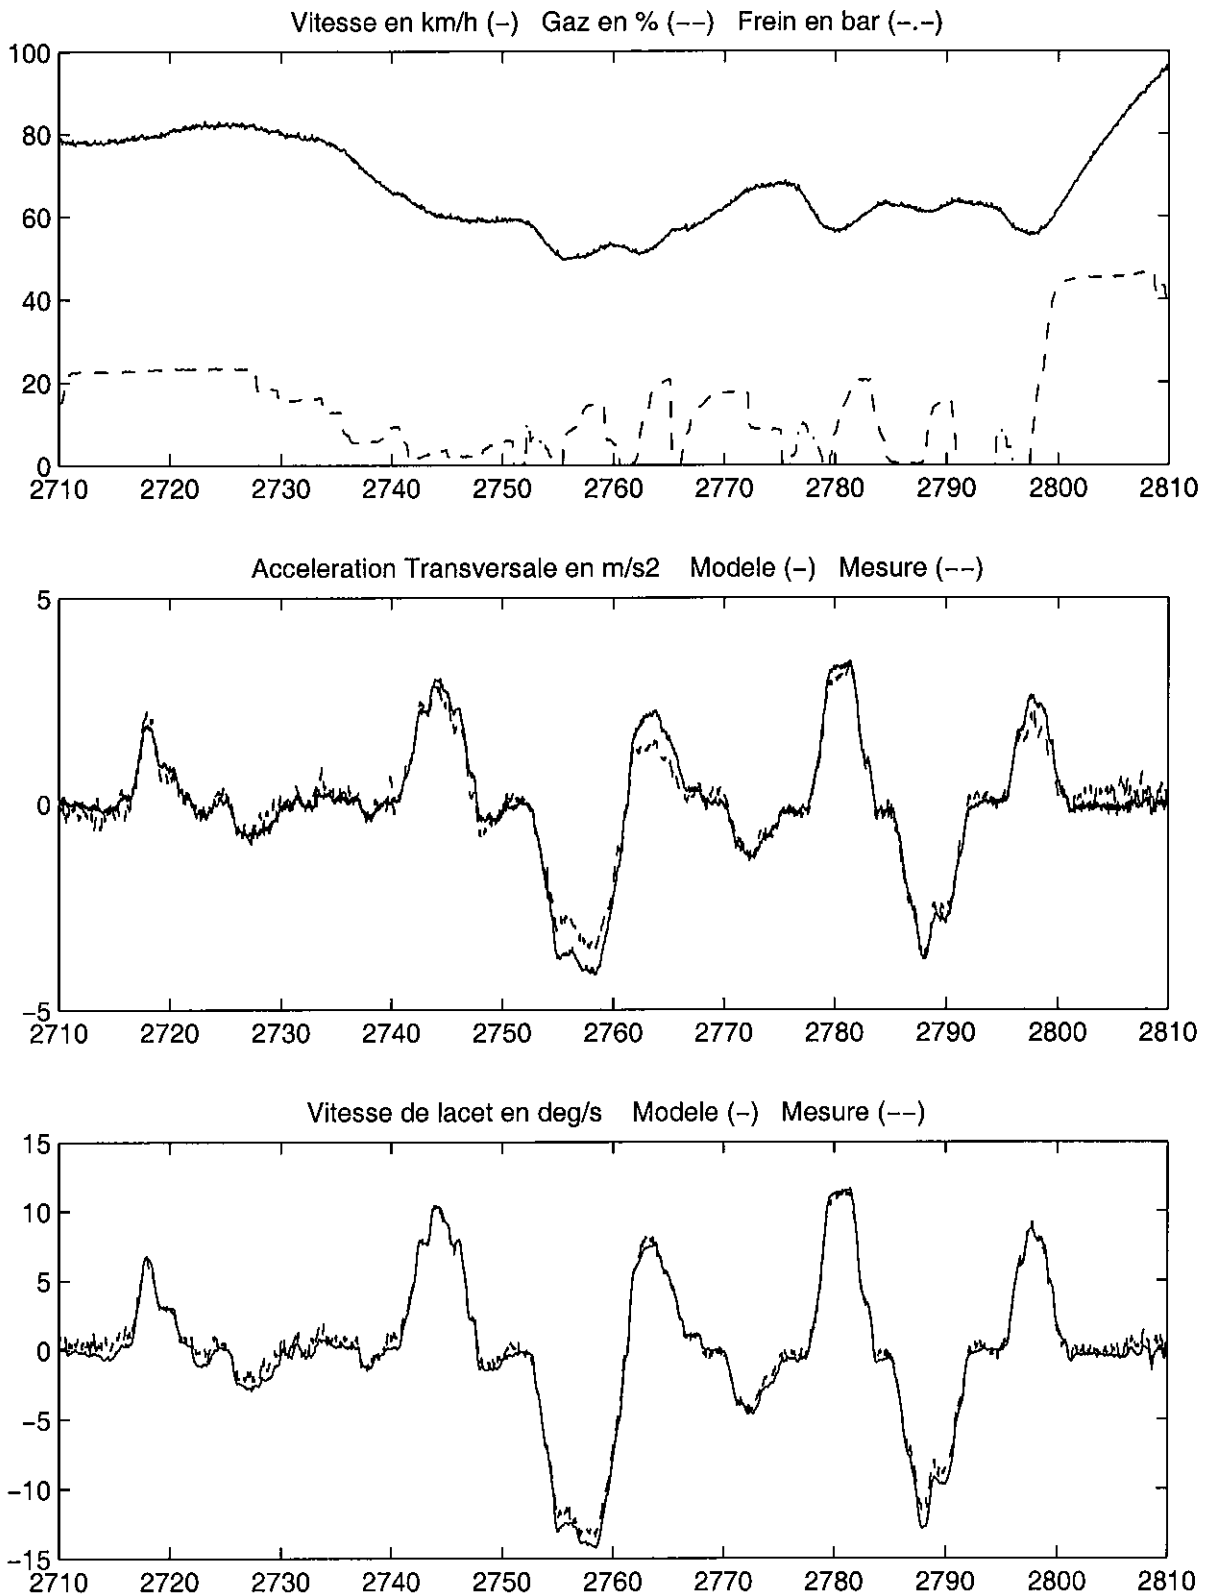 Vitesse en km/h (-) Gaz en % (--) Frein en bar (-.-)
100
80
60
40
20
0
2710 2720 2730 2740 2750 2760 2770 2780 2790 2800 2810
Acceleration Transversale en m/s2 Modele (-) Mesure (--)
5
0
-5
2710 2720 2730 2740 2750 2760 2770 2780 2790 2800 2810
Vitesse de lacet en deg/s Modele (-) Mesure (--)
15
10
5
0
-5
-10
-15
2710 2720 2730 2740 2750 2760 2770 2780 2790 2800 2810